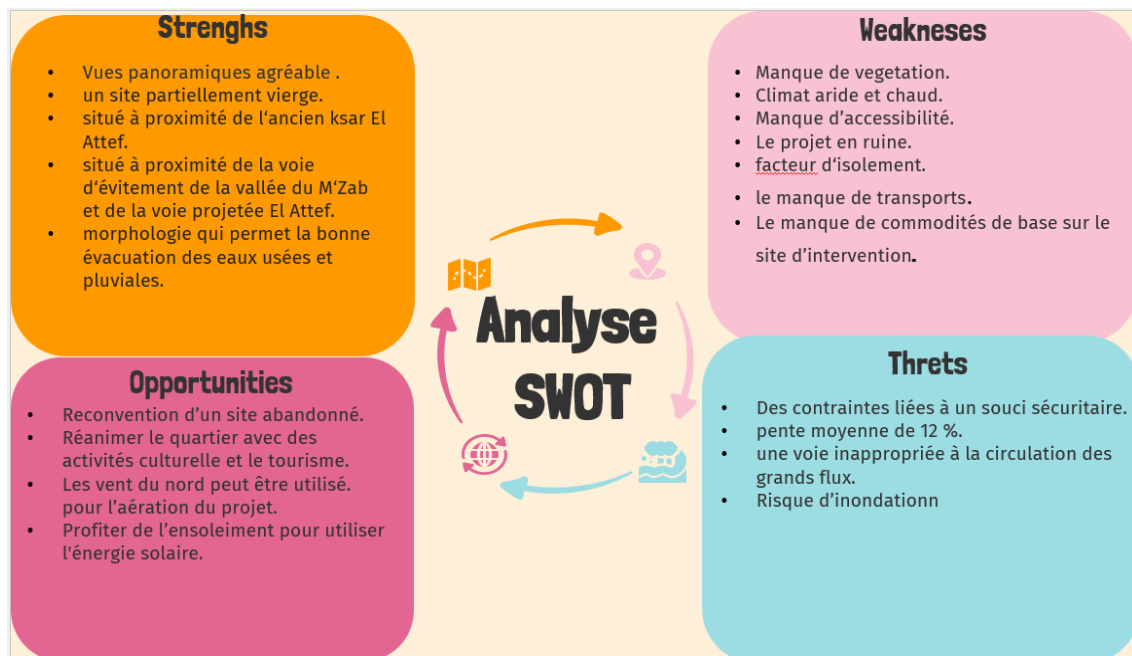 Strenghs
• Vues panoramiques agréable .
• un site partiellement vierge.
• situé à proximité de l‘ancien ksar El
Attef.
• situé à proximité de la voie
d‘évitement de la vallée du M‘Zab
et de la voie projetée El Attef.
• morphologie qui permet la bonne
évacuation des eaux usées et
pluviales.
Weakneses
• Manque de vegetation.
• Climat aride et chaud.
• Manque d’accessibilité.
• Le projet en ruine.
• facteur d‘isolement.
• le manque de transports.
• Le manque de commodités de base sur le
site d’intervention.
Analyse
SWOT
Opportunities
• Reconvention d’un site abandonné.
• Réanimer le quartier avec des
activités culturelle et le tourisme.
• Les vent du nord peut être utilisé.
pour l’aération du projet.
• Profiter de l’ensoleiment pour utiliser
l'énergie solaire.
Threts
• Des contraintes liées à un souci sécuritaire.
• pente moyenne de 12 %.
• une voie inappropriée à la circulation des
grands flux.
• Risque d’inondationn